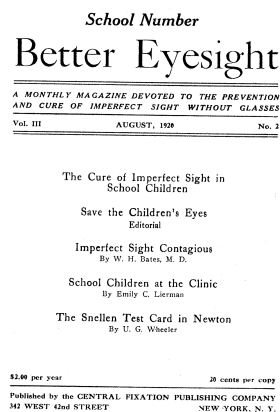 School Number
Better Eyesight
A MONTHLY MAGAZINE DEVOTED TO THE PREVENTION
AND CURE OF IMPERFECT SIGHT WITHOUT GLASSES
Vol. III AUGUST, 1920 No. 2
The Cure of Imperfect Sight in
School Children
Save the Children's Eyes
Editorial
Imperfect Sight Contagious
By W. H. Bates, M. D.
School Children at the Clinic
By Emily C. Lierman
The Snellen Test Card in Newton
By U. G. Wheeler
$2.00 per year 20 cents per copy
Published by the CENTRAL FIXATION PUBLISHING COMPANY
342 WEST 42nd STREET NEW YORK, N. Y.